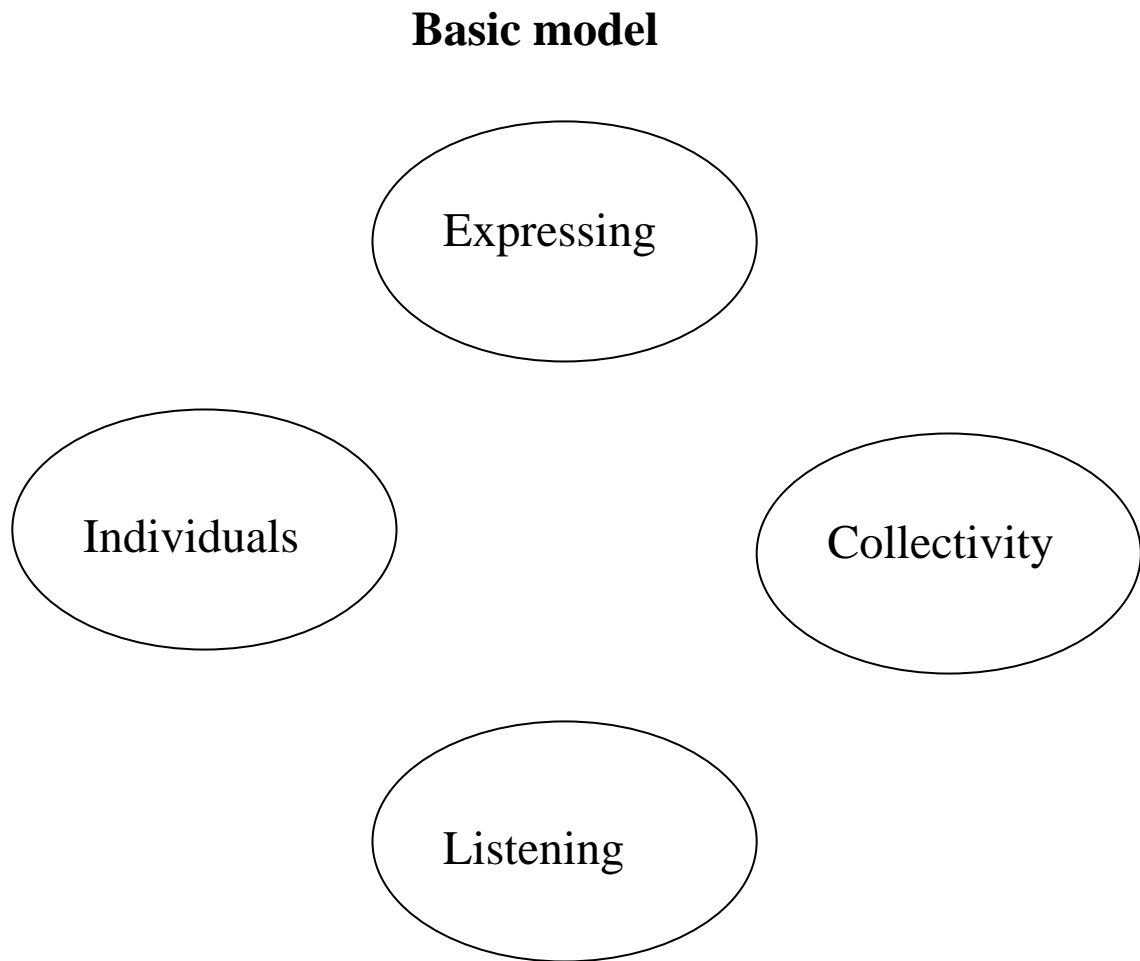 Basic model
Expressing
Individuals
Collectivity
Listening